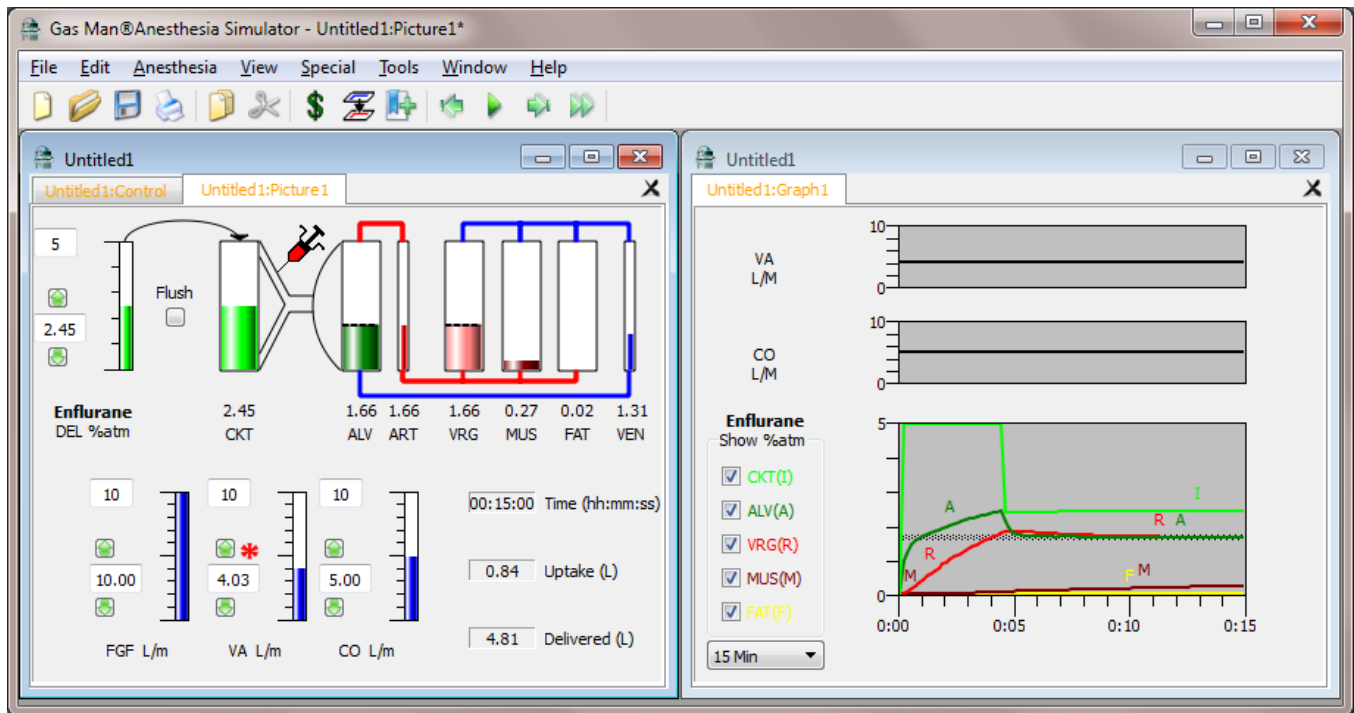 Gas Man®Anesthesia Simulator - Untitled1:Picture1*
File Edit Anesthesia View Special Tools Window Help
$
Untitled1
Untitled1:Control Untitled1:Picture1
5
Flush
2.45
Enflurane
DEL %atm
2.45 1.66 1.66 1.66 0.27 0.02 1.31
CKT ALV ART VRG MUS FAT VEN
10 10 10
00:15:00 Time (hh:mm:ss)
*
10.00 4.03 5.00
0.84 Uptake (L)
4.81 Delivered (L)
FGF L/m VA L/m CO L/m
Untitled1
Untitled1:Graph1
10
VA
L/M
0
10
CO
L/M
0
Enflurane
Show %atm
CKT(I)
ALV(A)
VRG(R)
MUS(M)
FAT(F)
15 Min
5
I
A
R A
R
M
F M
0
0:00 0:05 0:10 0:15